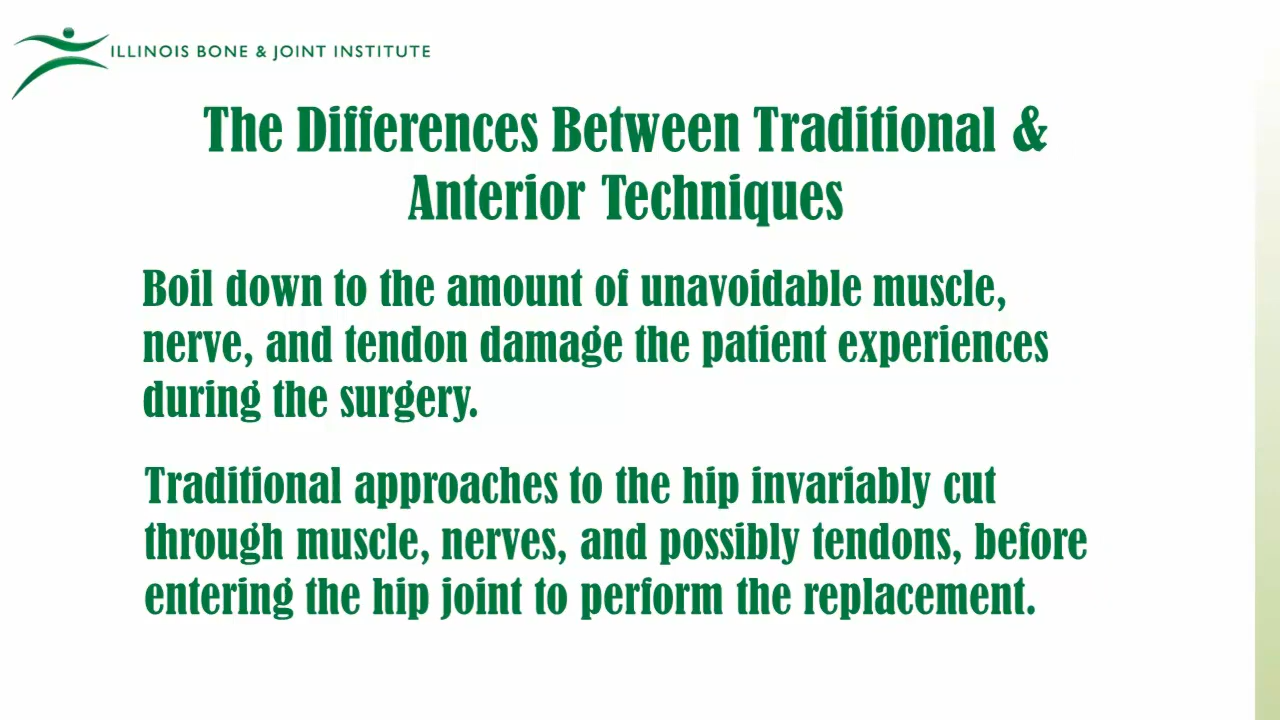 ILLINOIS BONE & JOINT INSTITUTE
The Differences Between Traditional &
Anterior Techniques
Boil down to the amount of unavoidable muscle,
nerve, and tendon damage the patient experiences
during the surgery.
Traditional approaches to the hip invariably cut
through muscle, nerves, and possibly tendons, before
entering the hip joint to perform the replacement.